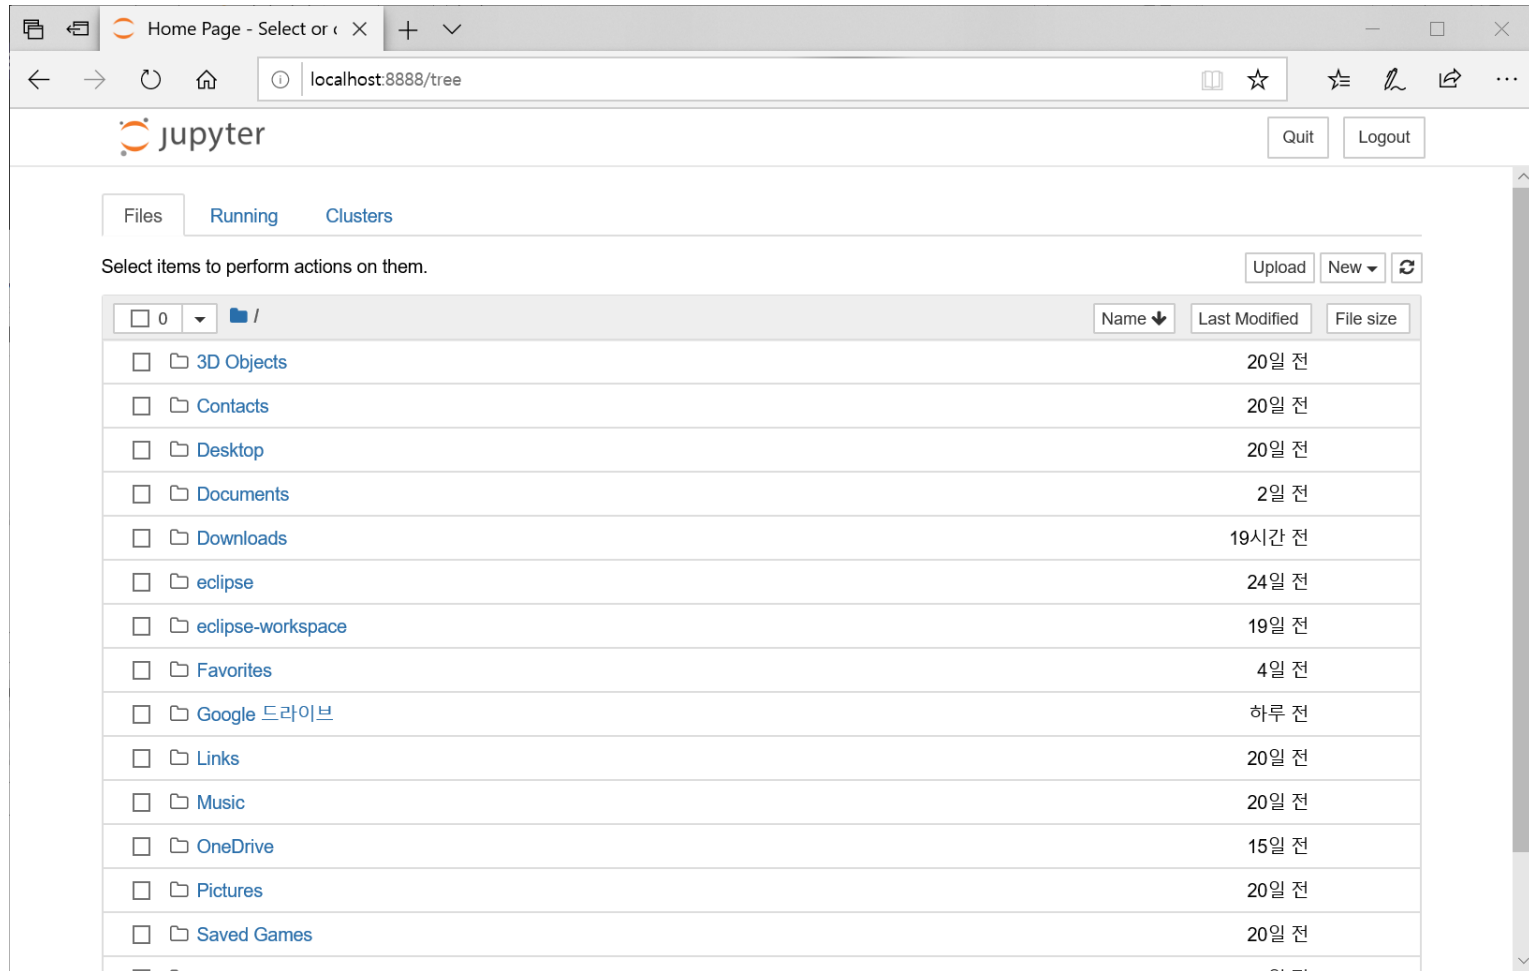 Home Page - Select or c
localhost:8888/tree
jupyter
Quit Logout
Files Running Clusters
Select items to perform actions on them.
Upload New
0 / Name Last Modified File size
3D Objects 20일 전
Contacts 20일 전
Desktop 20일 전
Documents 2일 전
Downloads 19시간 전
eclipse 24일 전
eclipse-workspace 19일 전
Favorites 4일 전
Google 드라이브 하루 전
Links 20일 전
Music 20일 전
OneDrive 15일 전
Pictures 20일 전
Saved Games 20일 전